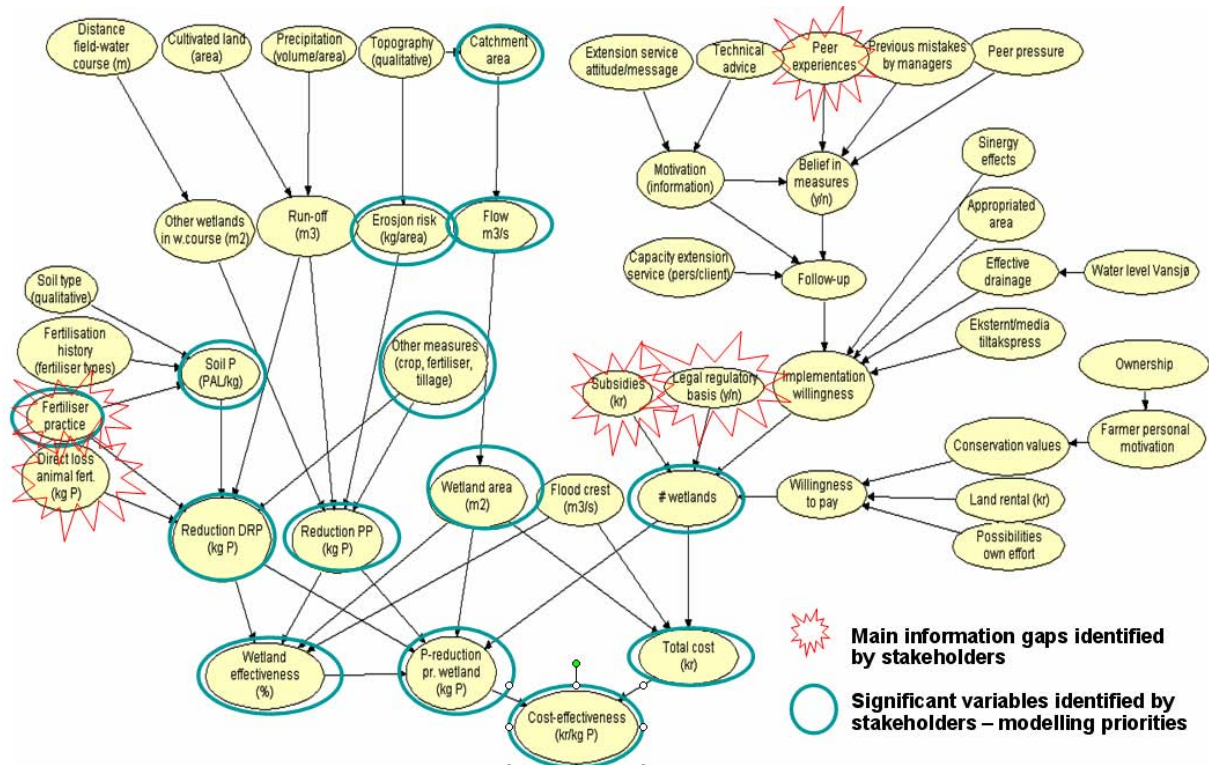 Distance
field-water
course (m)
Cultivated land
(area)
Precipitation
(volume/area)
Topography
(qualitative)
Catchment
area
Extension service
attitude/message
Technical
advice
Peer
experiences
Previous mistakes
by managers
Peer pressure
Sinergy
effects
Motivation
(information)
Belief in
measures
(y/n)
Appropriated
area
Other wetlands
in w.course (m2)
Run-off
(m3)
Erosjon risk
(kg/area)
Flow
m3/s
Capacity extension
service (pers/client)
Follow-up
Effective
drainage
Water level Vansjø
Soil type
(qualitative)
Fertilisation
history
(fertiliser types)
Soil P
(PAL/kg)
Other measures
(crop, fertiliser,
tillage)
Eksternt/media
tiltakspress
Subsidies
(kr)
Legal regulatory
basis (y/n)
Implementation
willingness
Ownership
Fertiliser
practice
Direct loss
animal fert.
(kg P)
Conservation values
Farmer personal
motivation
Wetland area
(m2)
Flood crest
(m3/s)
# wetlands
Willingness
to pay
Land rental (kr)
Possibilities
own effort
Reduction DRP
(kg P)
Reduction PP
(kg P)
Wetland
effectiveness
(%)
P-reduction
pr. wetland
(kg P)
Total cost
(kr)
Cost-effectiveness
(kr/kg P)
Main information gaps identified
by stakeholders
Significant variables identified by
stakeholders – modelling priorities